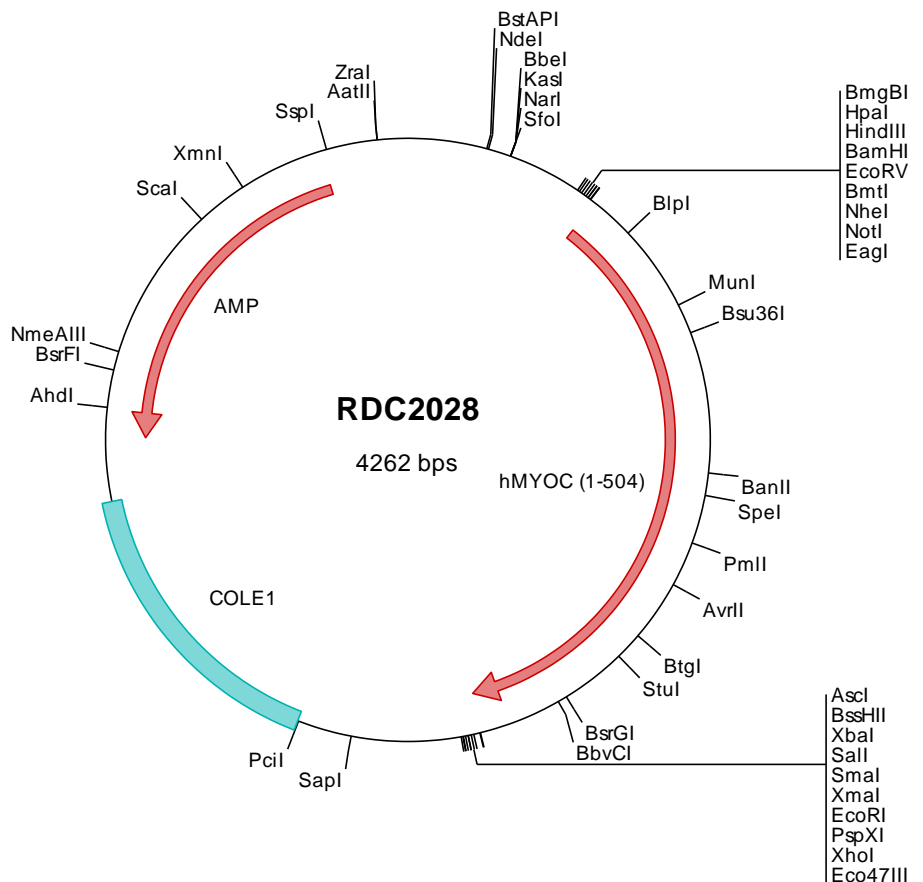 BstAPI
NdeI
BbeI
KasI
NarI
SfoI
ZraI
AatII
SspI
XmnI
ScaI
BmgBI
HpaI
HindIII
BamHI
EcoRV
BmtI
NheI
NotI
EagI
BlpI
MunI
Bsu36I
AMP
NmeAIII
BsrFI
AhdI
RDC2028
4262 bps
hMYOC (1-504)
BanII
SpeI
PmlI
AvrII
BtgI
StuI
COLE1
BsrGI
BbvCI
PciI
SapI
AscI
BssHII
XbaI
SalI
SmaI
XmaI
EcoRI
PspXI
XhoI
Eco47III